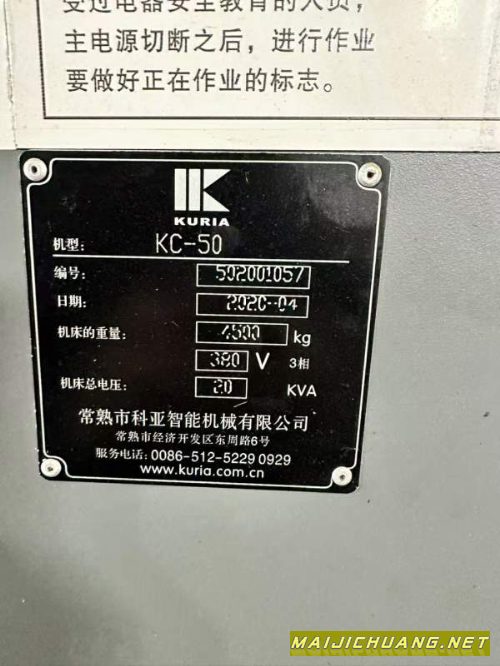 受过电器安全教育的人员，
主电源切断之后，进行作业
要做好正在作业的标志。
KURIA
机型： KC-50
编号： 502001057
日期： 2020-04
机床的重量： 4500 kg
380 V 3相
机床总电压： 20 KVA
常熟市科亚智能机械有限公司
常熟市经济开发区东周路6号
服务电话：0086-512-5229 0929
www.kuria.com.cn
MAIJICHUANG.NET